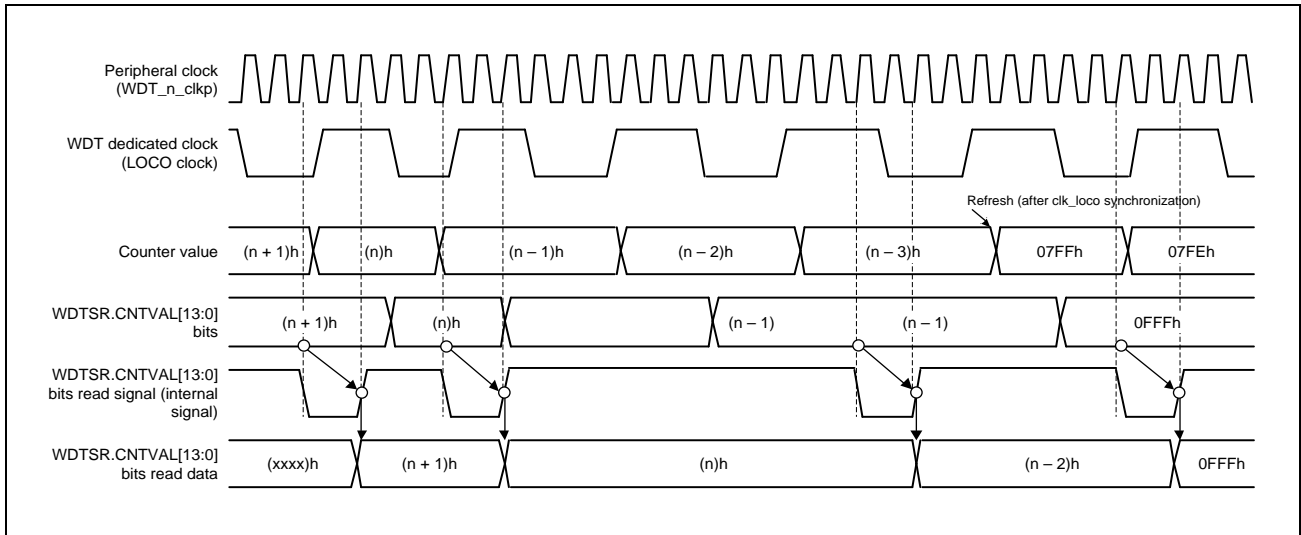 Peripheral clock
(WDT_n_clkp)
WDT dedicated clock
(LOCO clock)
Refresh (after clk_loco synchronization)
Counter value (n + 1)h (n)h (n – 1)h (n – 2)h (n – 3)h 07FFh 07FEh
WDTSR.CNTVAL[13:0]
bits
(n + 1)h (n)h (n – 1) (n – 1) 0FFFh
WDTSR.CNTVAL[13:0]
bits read signal (internal
signal)
WDTSR.CNTVAL[13:0]
bits read data
(xxxx)h (n + 1)h (n)h (n – 2)h 0FFFh